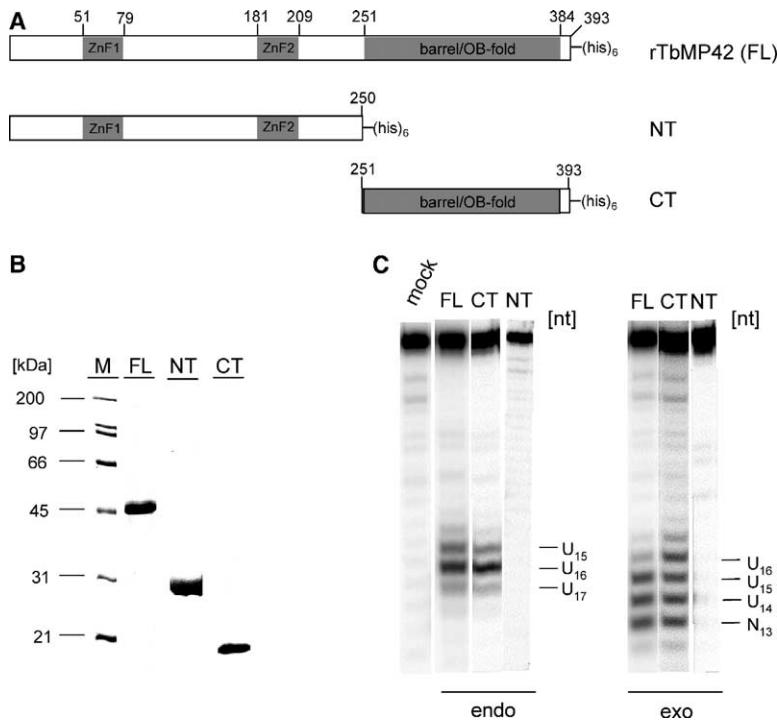 A
51 79 181 209 251 384 393
ZnF1 ZnF2 barrel/OB-fold (his)6 rTbMP42 (FL)
250
ZnF1 ZnF2 (his)6 NT
251 393
barrel/OB-fold (his)6 CT
B
[kDa] M FL NT CT
200
97
66
45
31
21
C
mock FL CT NT [nt] FL CT NT [nt]
U15
U16
U17
U16
U15
U14
N13
endo exo